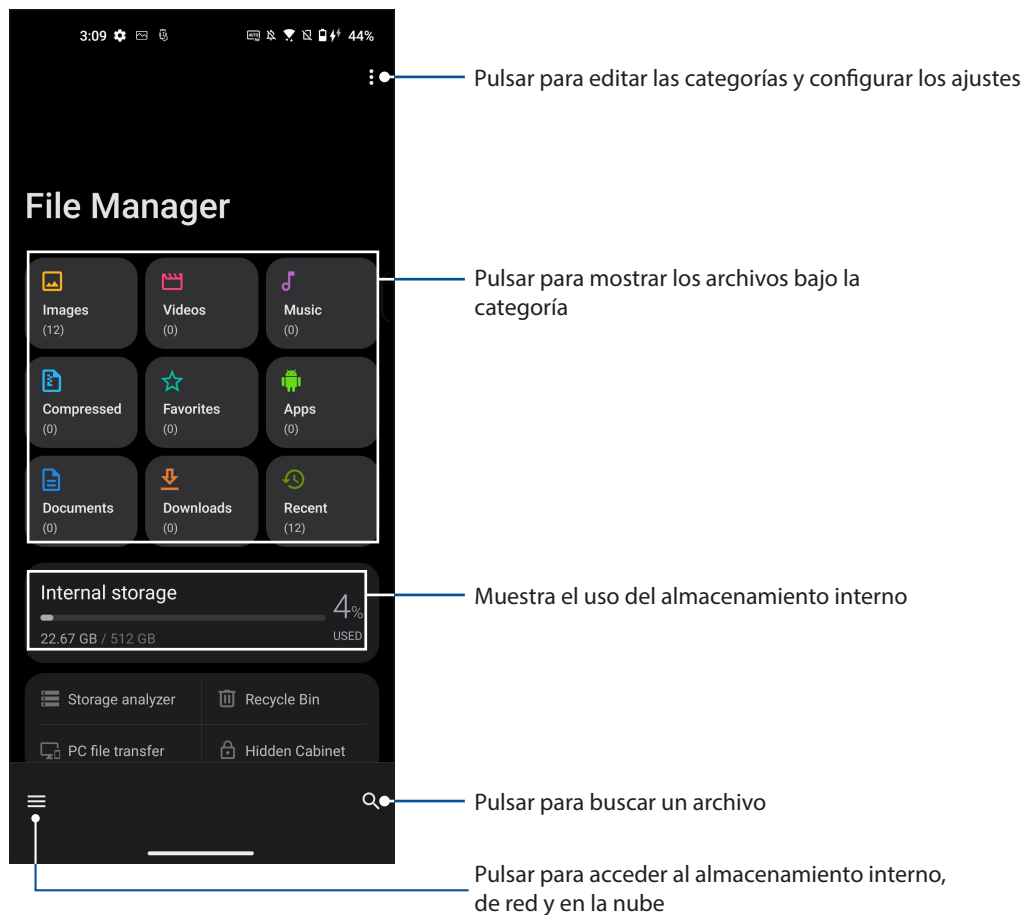 3:09
44%
Pulsar para editar las categorías y configurar los ajustes
File Manager
Images
Videos
Music
(12)
(0)
(0)
Pulsar para mostrar los archivos bajo la
categoría
Compressed
Favorites
Apps
(0)
(0)
(0)
Documents
Downloads
Recent
(0)
(0)
(12)
Internal storage
4%
22.67 GB / 512 GB
USED
Muestra el uso del almacenamiento interno
Storage analyzer
Recycle Bin
PC file transfer
Hidden Cabinet
Pulsar para buscar un archivo
Pulsar para acceder al almacenamiento interno,
de red y en la nube